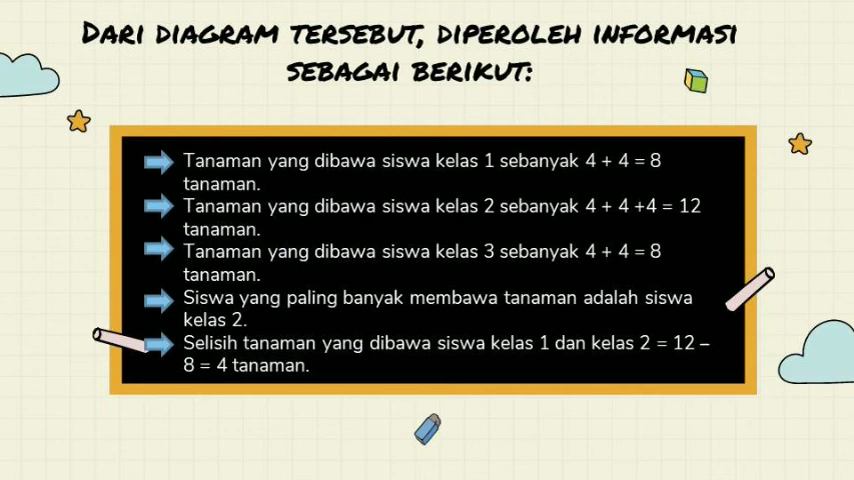 DARI DIAGRAM TERSEBUT, DIPEROLEH INFORMASI
SEBAGAI BERIKUT:
Tanaman yang dibawa siswa kelas 1 sebanyak 4 + 4 = 8
tanaman.
Tanaman yang dibawa siswa kelas 2 sebanyak 4 + 4 +4 = 12
tanaman.
Tanaman yang dibawa siswa kelas 3 sebanyak 4 + 4 = 8
tanaman.
Siswa yang paling banyak membawa tanaman adalah siswa
kelas 2.
Selisih tanaman yang dibawa siswa kelas 1 dan kelas 2 = 12 –
8 = 4 tanaman.